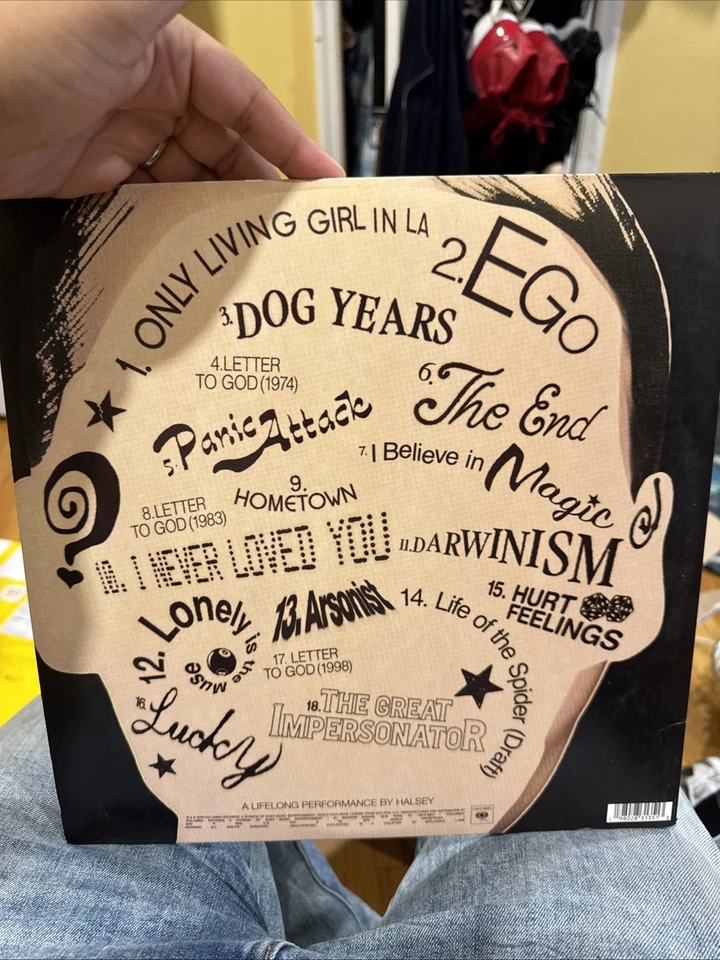 1. ONLY LIVING GIRL IN LA
2. EGO
3. DOG YEARS
4. LETTER
TO GOD (1974)
5. Panic Attack
6. The End
7. I Believe in Magic
8. LETTER
TO GOD (1983)
9.
HOMETOWN
10. I NEVER LOVED YOU
11. DARWINISM
12. Lonely is the Muse
13. Arsonist
14. Life of the Spider (Draft)
15. HURT
FEELINGS
16. Lucky
17. LETTER
TO GOD (1998)
18. THE GREAT
IMPERSONATOR
A LIFELONG PERFORMANCE BY HALSEY